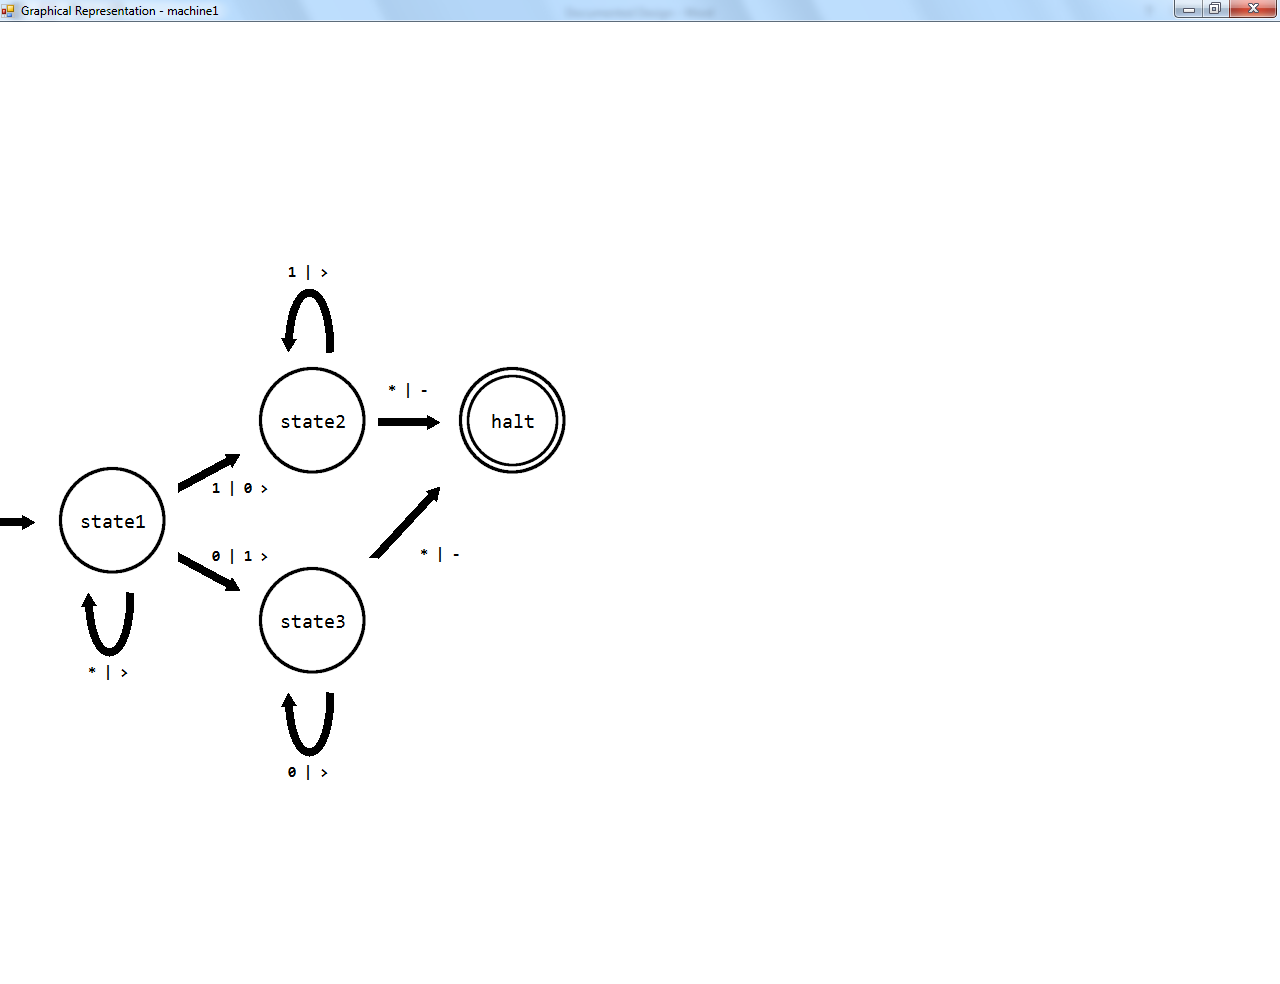 Graphical Representation - machine1
1 | >
* | -
state2
halt
1 | 0 >
state1
0 | 1 >
* | -
state3
* | >
0 | >